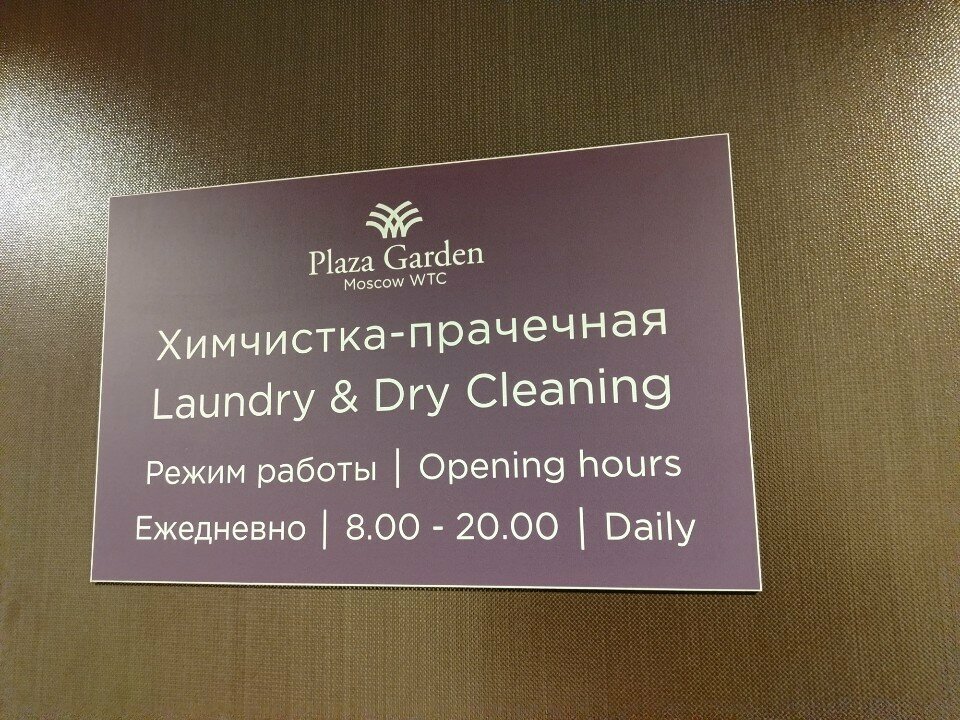 Plaza Garden
Moscow WTC
Химчистка-прачечная
Laundry & Dry Cleaning
Режим работы | Opening hours
Ежедневно | 8.00 - 20.00 | Daily